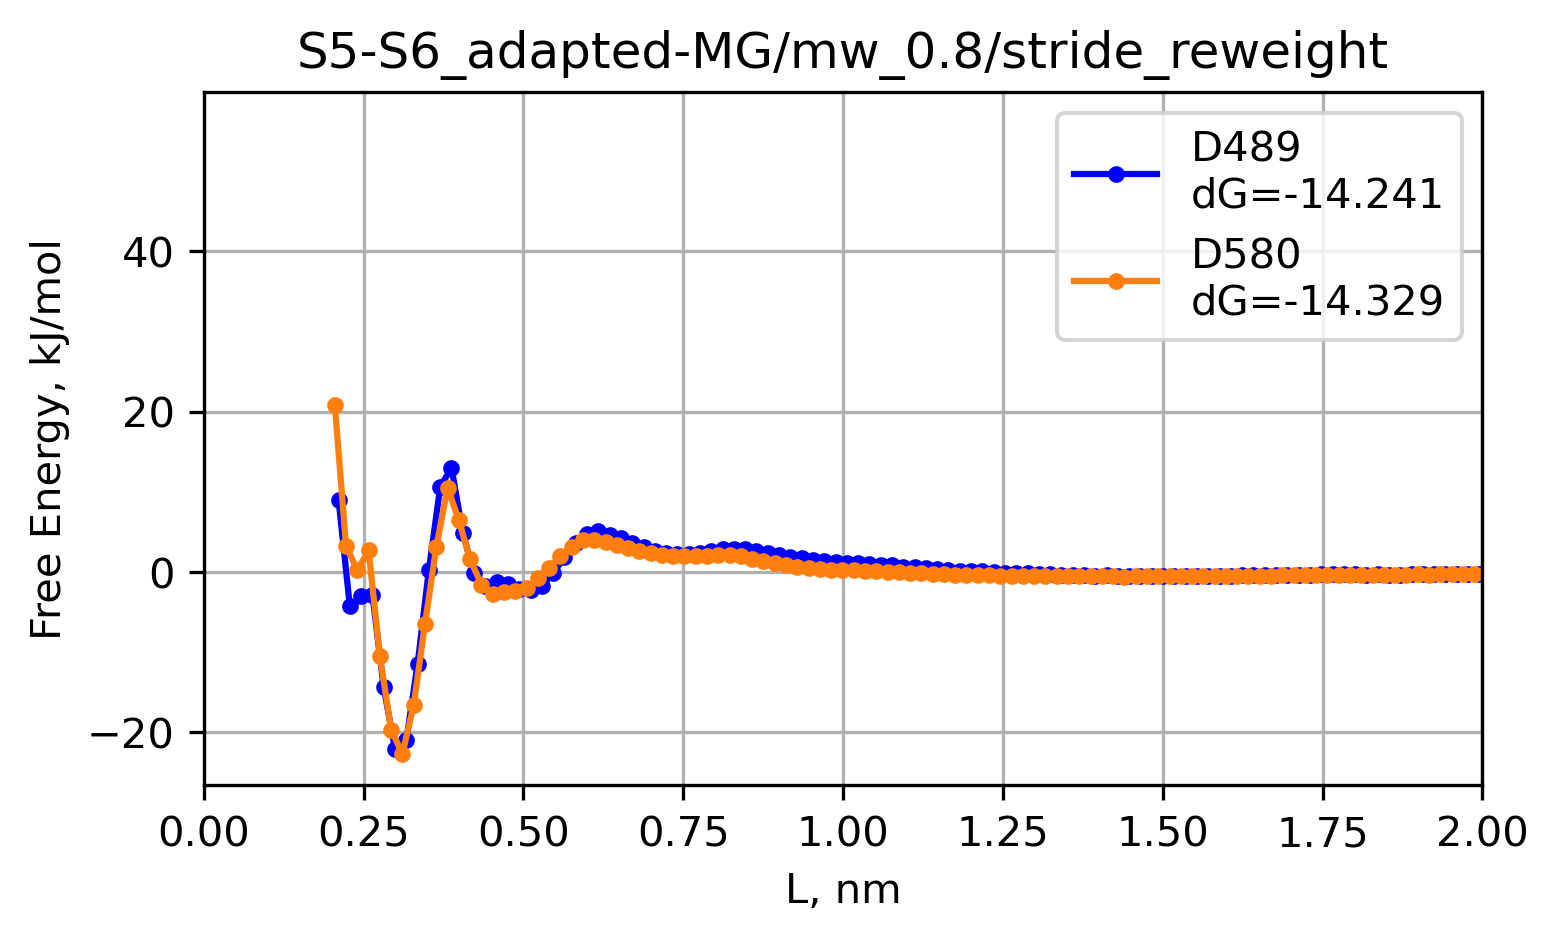 S5-S6_adapted-MG/mw_0.8/stride_reweight
D489
dG=-14.241
D580
dG=-14.329
Free Energy, kJ/mol
40
20
0
−20
0.00 0.25 0.50 0.75 1.00 1.25 1.50 1.75 2.00
L, nm